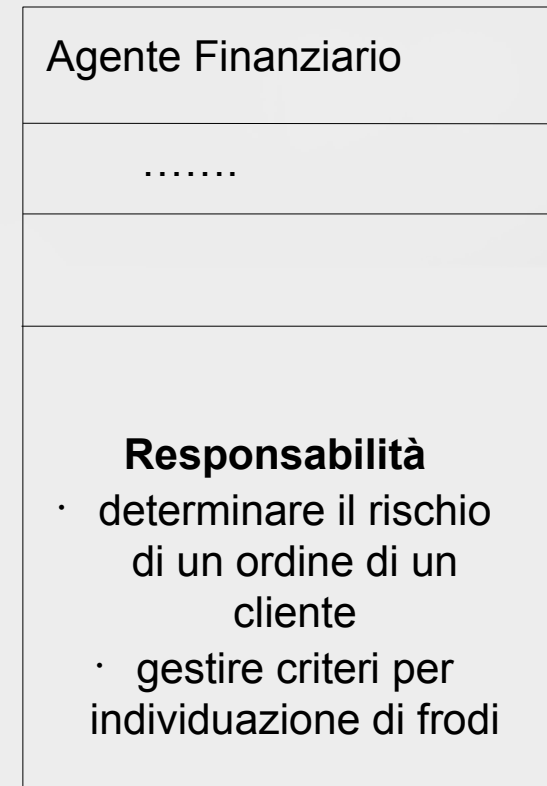 Agente Finanziario
.......
Responsabilità
· determinare il rischio
di un ordine di un
cliente
· gestire criteri per
individuazione di frodi